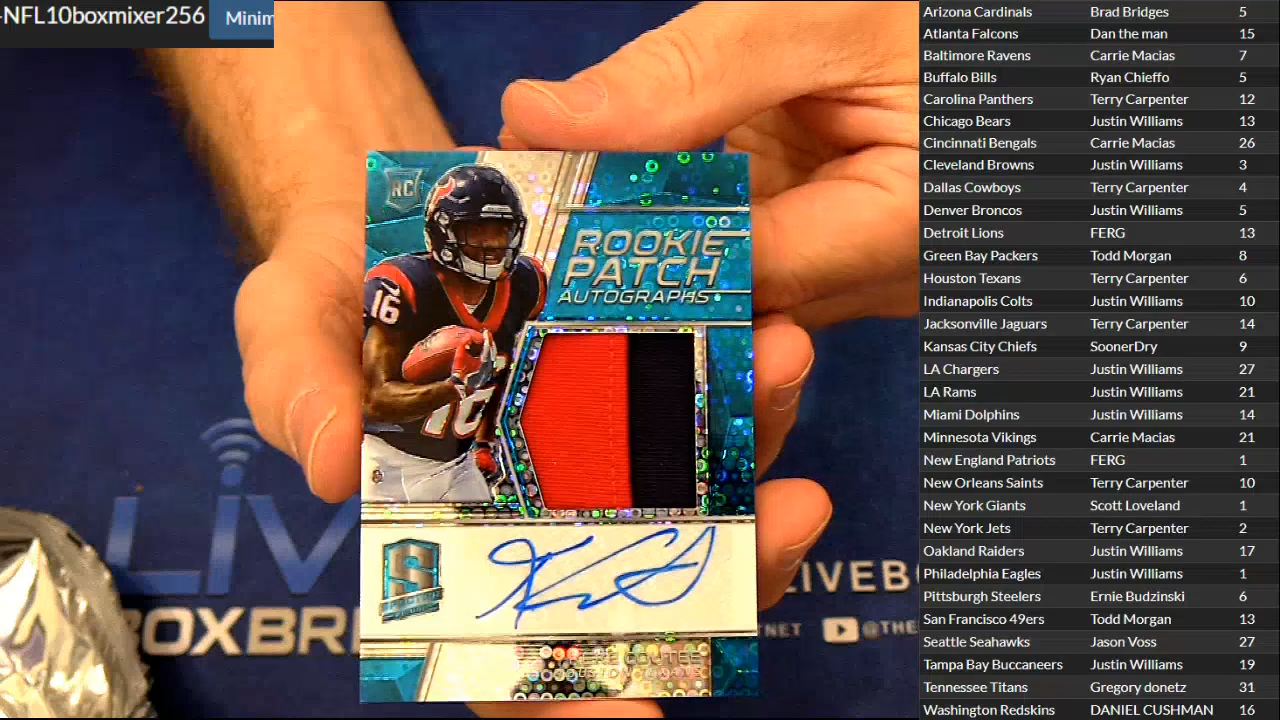 -NFL10boxmixer256
Minim
RC
ROOKIE
PATCH
AUTOGRAPHS
16
16
S
LIV
BOXBR
LIVEB
@THE
Arizona Cardinals Brad Bridges 5
Atlanta Falcons Dan the man 15
Baltimore Ravens Carrie Macias 7
Buffalo Bills Ryan Chieffo 5
Carolina Panthers Terry Carpenter 12
Chicago Bears Justin Williams 13
Cincinnati Bengals Carrie Macias 26
Cleveland Browns Justin Williams 3
Dallas Cowboys Terry Carpenter 4
Denver Broncos Justin Williams 5
Detroit Lions FERG 13
Green Bay Packers Todd Morgan 8
Houston Texans Terry Carpenter 6
Indianapolis Colts Justin Williams 10
Jacksonville Jaguars Terry Carpenter 14
Kansas City Chiefs SoonerDry 9
LA Chargers Justin Williams 27
LA Rams Justin Williams 21
Miami Dolphins Justin Williams 14
Minnesota Vikings Carrie Macias 21
New England Patriots FERG 1
New Orleans Saints Terry Carpenter 10
New York Giants Scott Loveland 1
New York Jets Terry Carpenter 2
Oakland Raiders Justin Williams 17
Philadelphia Eagles Justin Williams 1
Pittsburgh Steelers Ernie Budzinski 6
San Francisco 49ers Todd Morgan 13
Seattle Seahawks Jason Voss 27
Tampa Bay Buccaneers Justin Williams 19
Tennessee Titans Gregory donetz 31
Washington Redskins DANIEL CUSHMAN 16